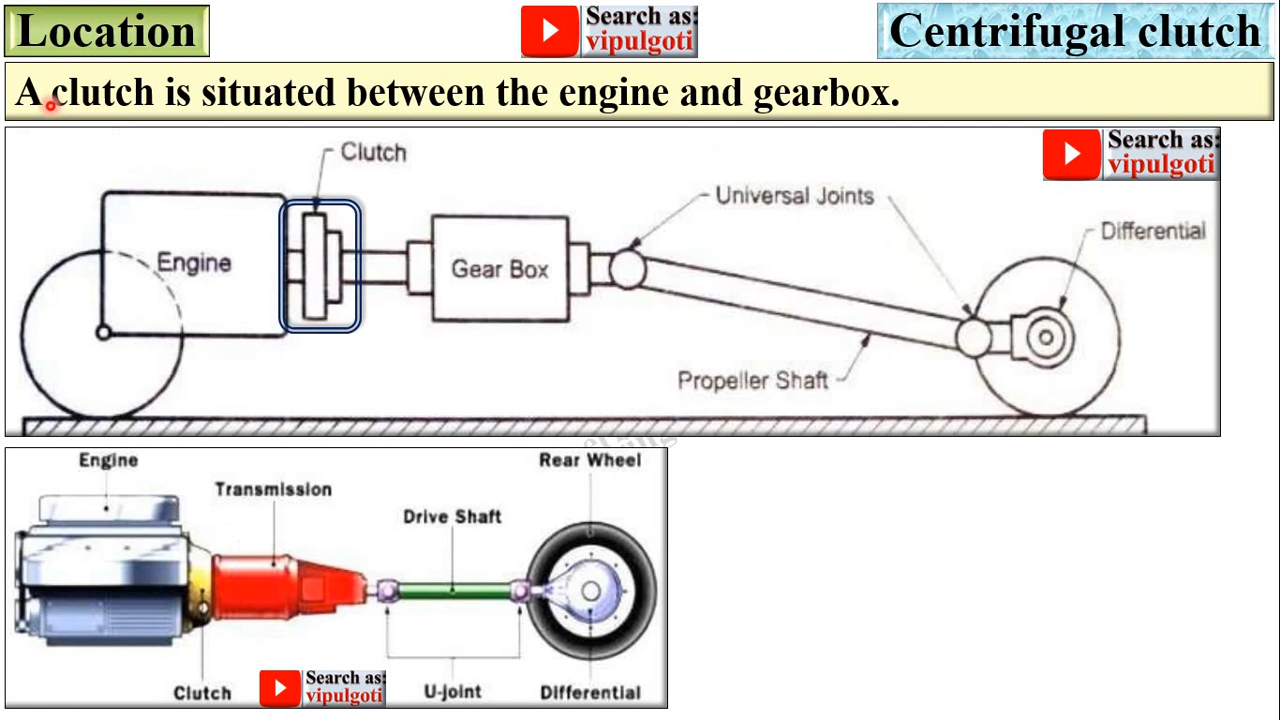 Location
Search as:
vipulgoti
Centrifugal clutch
A clutch is situated between the engine and gearbox.
Search as:
vipulgoti
Clutch
Universal Joints
Differential
Engine
Gear Box
Propeller Shaft
Engine
Rear Wheel
Transmission
Drive Shaft
Search as:
vipulgoti
Clutch
U-joint
Differential